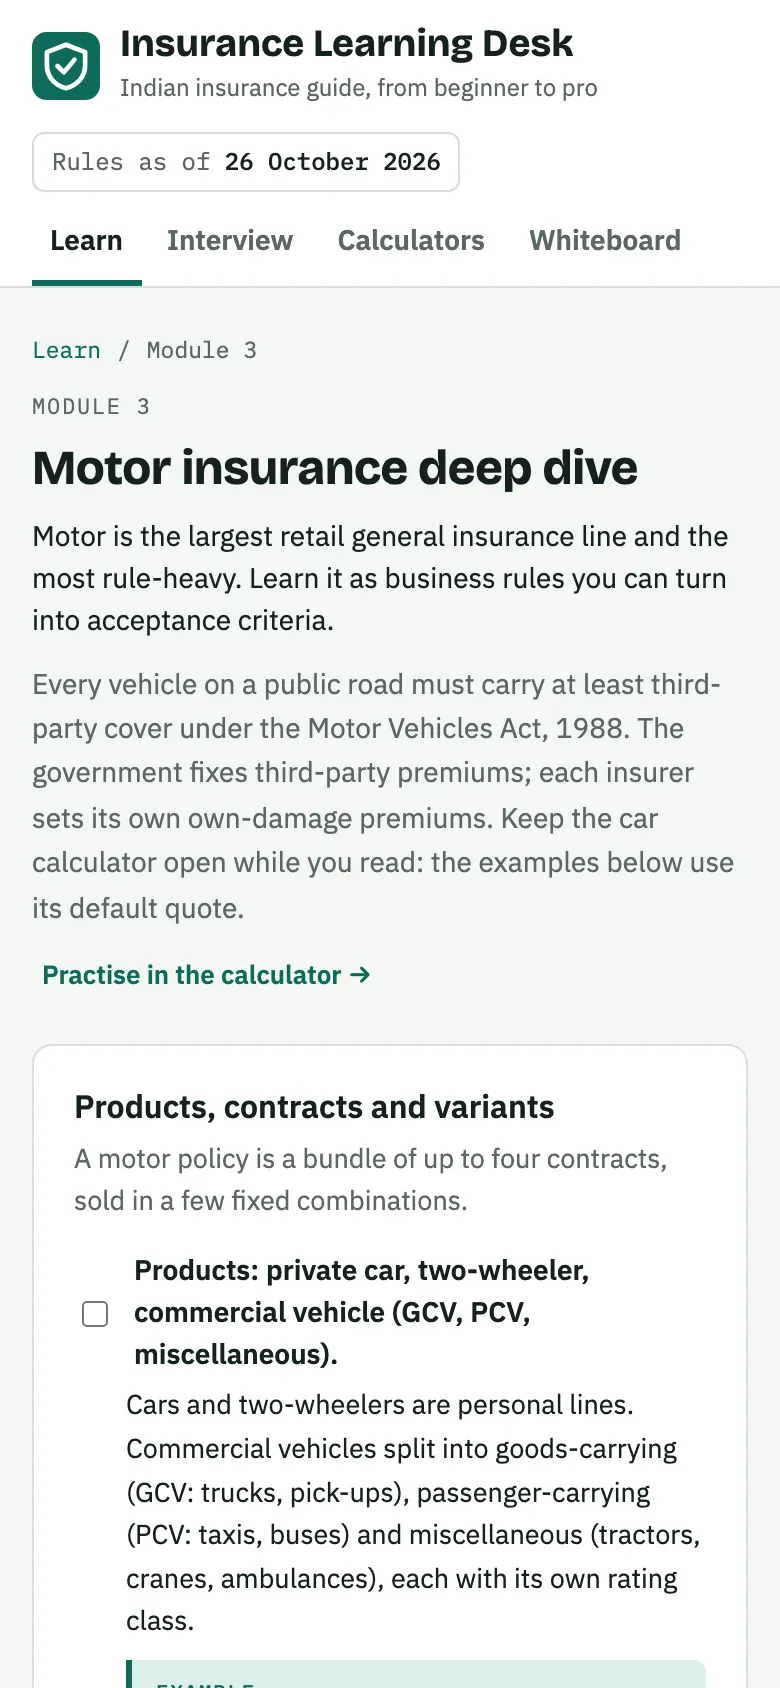 Insurance Learning Desk
Indian insurance guide, from beginner to pro
Rules as of 26 October 2026
Learn Interview Calculators Whiteboard
Learn / Module 3
MODULE 3
Motor insurance deep dive
Motor is the largest retail general insurance line and the
most rule-heavy. Learn it as business rules you can turn
into acceptance criteria.
Every vehicle on a public road must carry at least third-
party cover under the Motor Vehicles Act, 1988. The
government fixes third-party premiums; each insurer
sets its own own-damage premiums. Keep the car
calculator open while you read: the examples below use
its default quote.
Practise in the calculator →
Products, contracts and variants
A motor policy is a bundle of up to four contracts,
sold in a few fixed combinations.
Products: private car, two-wheeler,
commercial vehicle (GCV, PCV,
miscellaneous).
Cars and two-wheelers are personal lines.
Commercial vehicles split into goods-carrying
(GCV: trucks, pick-ups), passenger-carrying
(PCV: taxis, buses) and miscellaneous (tractors,
cranes, ambulances), each with its own rating
class.
EXAMPLE